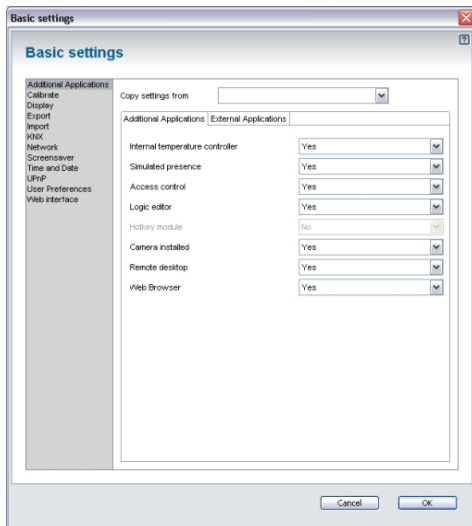 Basic settings
Basic settings
Additional Applications
Calibrate
Display
Export
Import
KNX
Network
Screensaver
Time and Date
UPnP
User Preferences
Web interface
Copy settings from
Additional Applications External Applications
Internal temperature controller Yes
Simulated presence Yes
Access control Yes
Logic editor Yes
Hotkey module No
Camera installed Yes
Remote desktop Yes
Web Browser Yes
Cancel OK